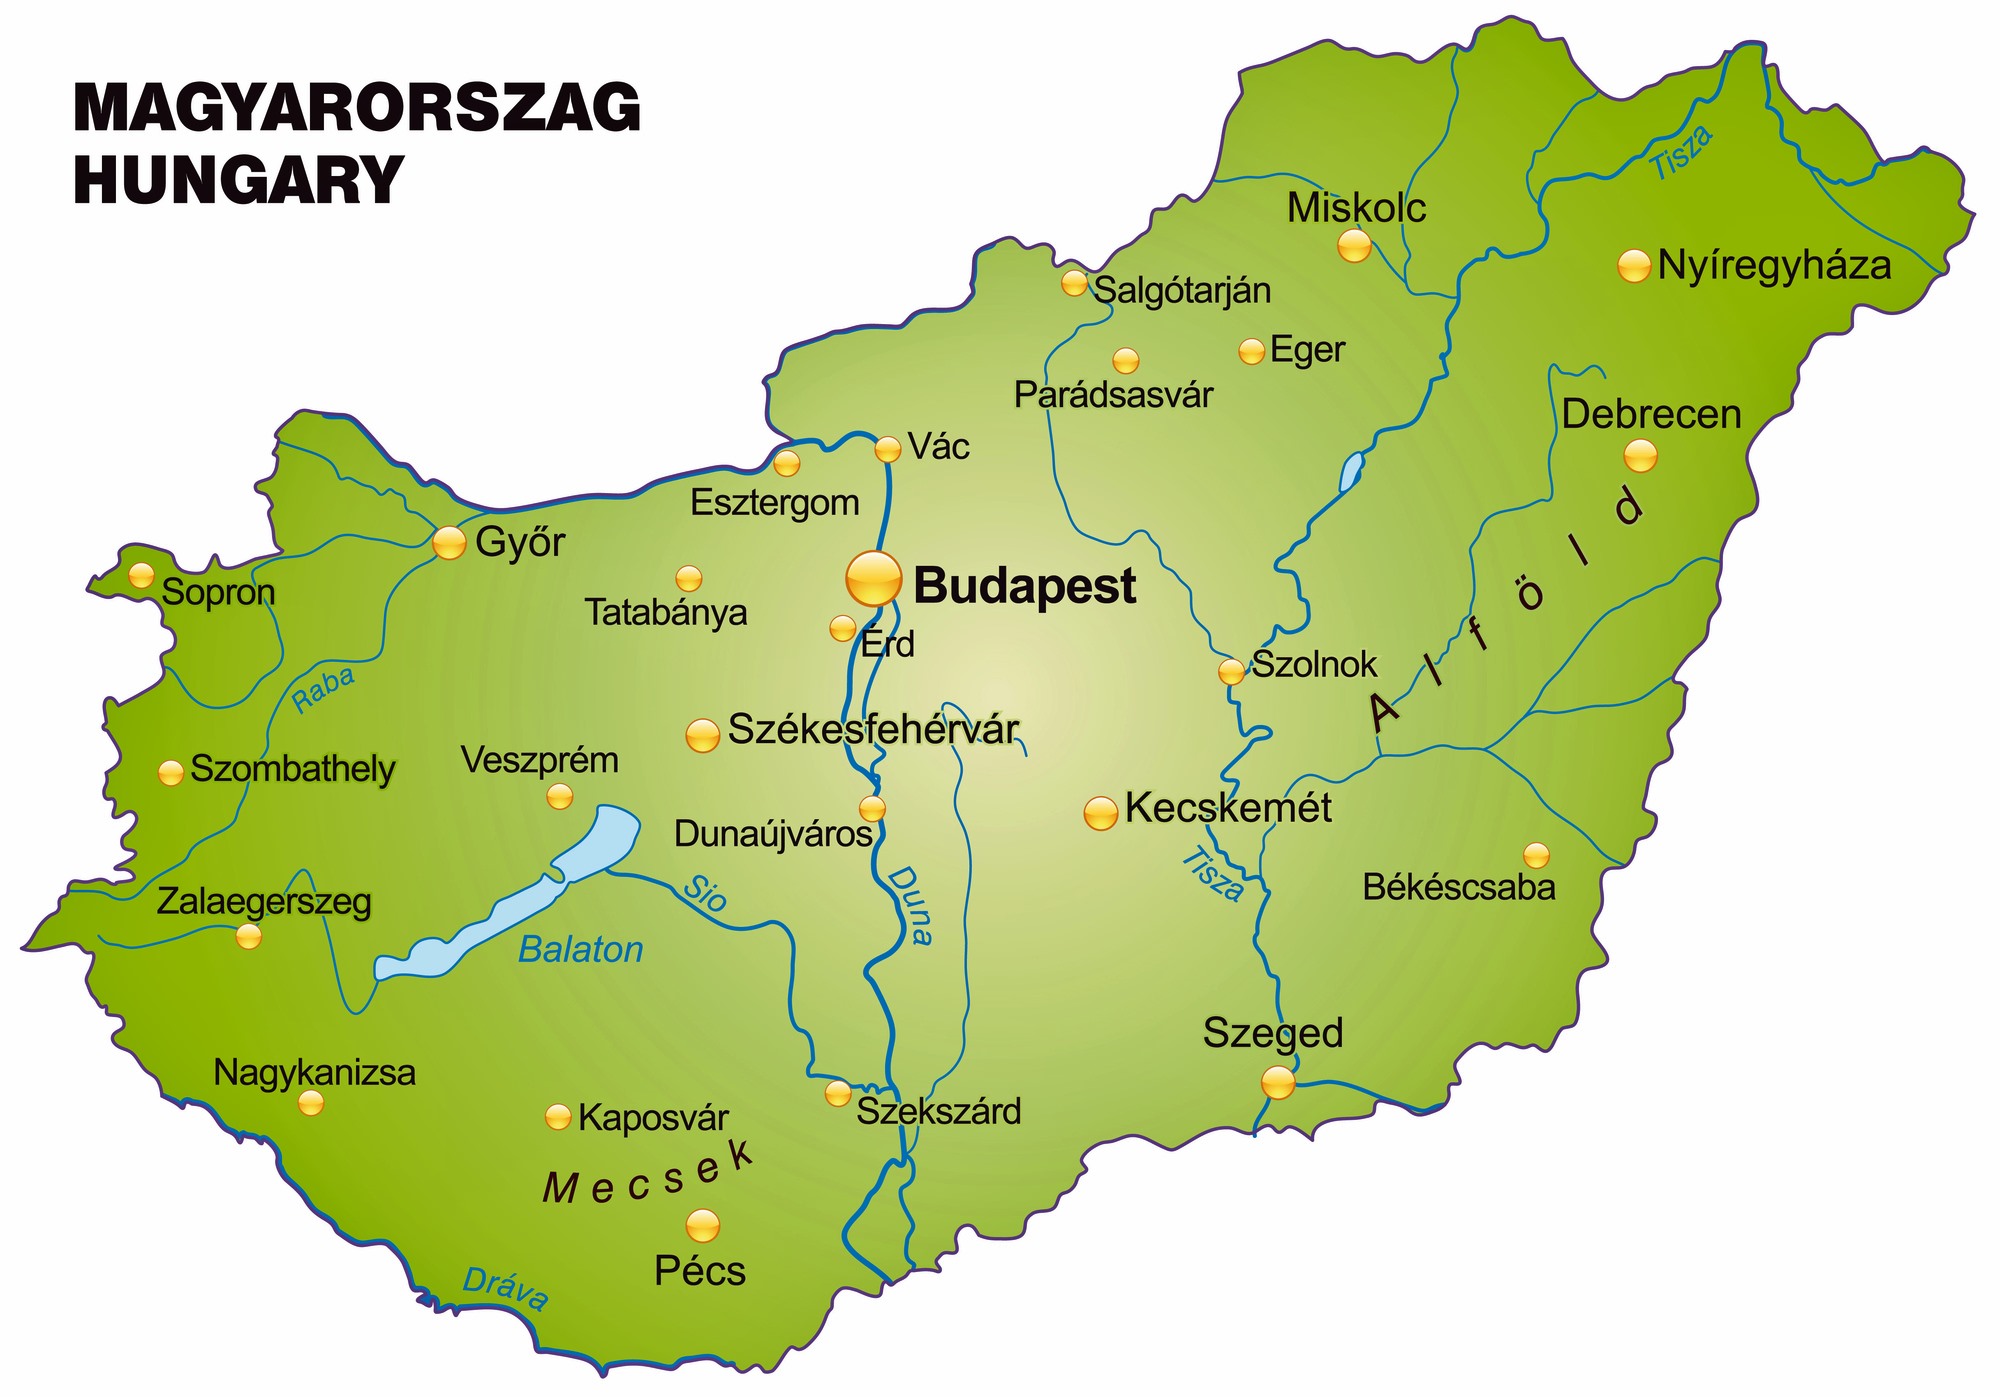 MAGYARORSZAG
HUNGARY
Tisza
Miskolc
Nyíregyháza
Salgótarján
Eger
Parádsasvár
Debrecen
Vác
Esztergom
Győr
Sopron
Tatabánya
Budapest
Érd
Alföld
Szolnok
Raba
Székesfehérvár
Szombathely
Veszprém
Kecskemét
Dunaújváros
Tisza
Békéscsaba
Zalaegerszeg
Sio
Duna
Balaton
Szeged
Nagykanizsa
Kaposvár
Szekszárd
Mecsek
Pécs
Dráva